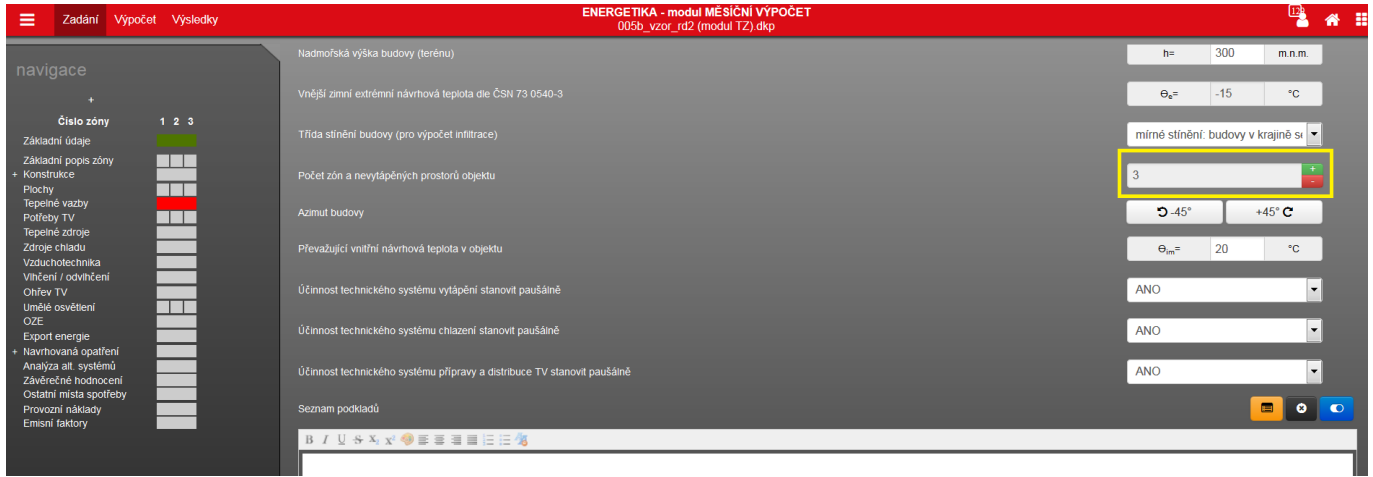 Zadání Výpočet Výsledky
ENERGETIKA - modul MĚSÍČNÍ VÝPOČET
005b_vzor_rd2 (modul TZ).dkp
navigace
+
Číslo zóny 1 2 3
Základní údaje
Základní popis zóny
+ Konstrukce
Plochy
Tepelné vazby
Potřeby TV
Tepelné zdroje
Zdroje chladu
Vzduchotechnika
Vlhčení / odvlhčení
Ohřev TV
Umělé osvětlení
OZE
Export energie
+ Navrhovaná opatření
Analýza alt. systémů
Závěrečné hodnocení
Ostatní místa spotřeby
Provozní náklady
Emisní faktory
Nadmořská výška budovy (terénu) h= 300 m.n.m.
Vnější zimní extrémní návrhová teplota dle ČSN 73 0540-3 Θe= -15 °C
Třída stínění budovy (pro výpočet infiltrace) mírné stínění: budovy v krajině se
Počet zón a nevytápěných prostorů objektu 3 + -
Azimut budovy -45° +45°
Převažující vnitřní návrhová teplota v objektu Θim= 20 °C
Účinnost technického systému vytápění stanovit paušálně ANO
Účinnost technického systému chlazení stanovit paušálně ANO
Účinnost technického systému přípravy a distribuce TV stanovit paušálně ANO
Seznam podkladů
B I U S X₂ x²